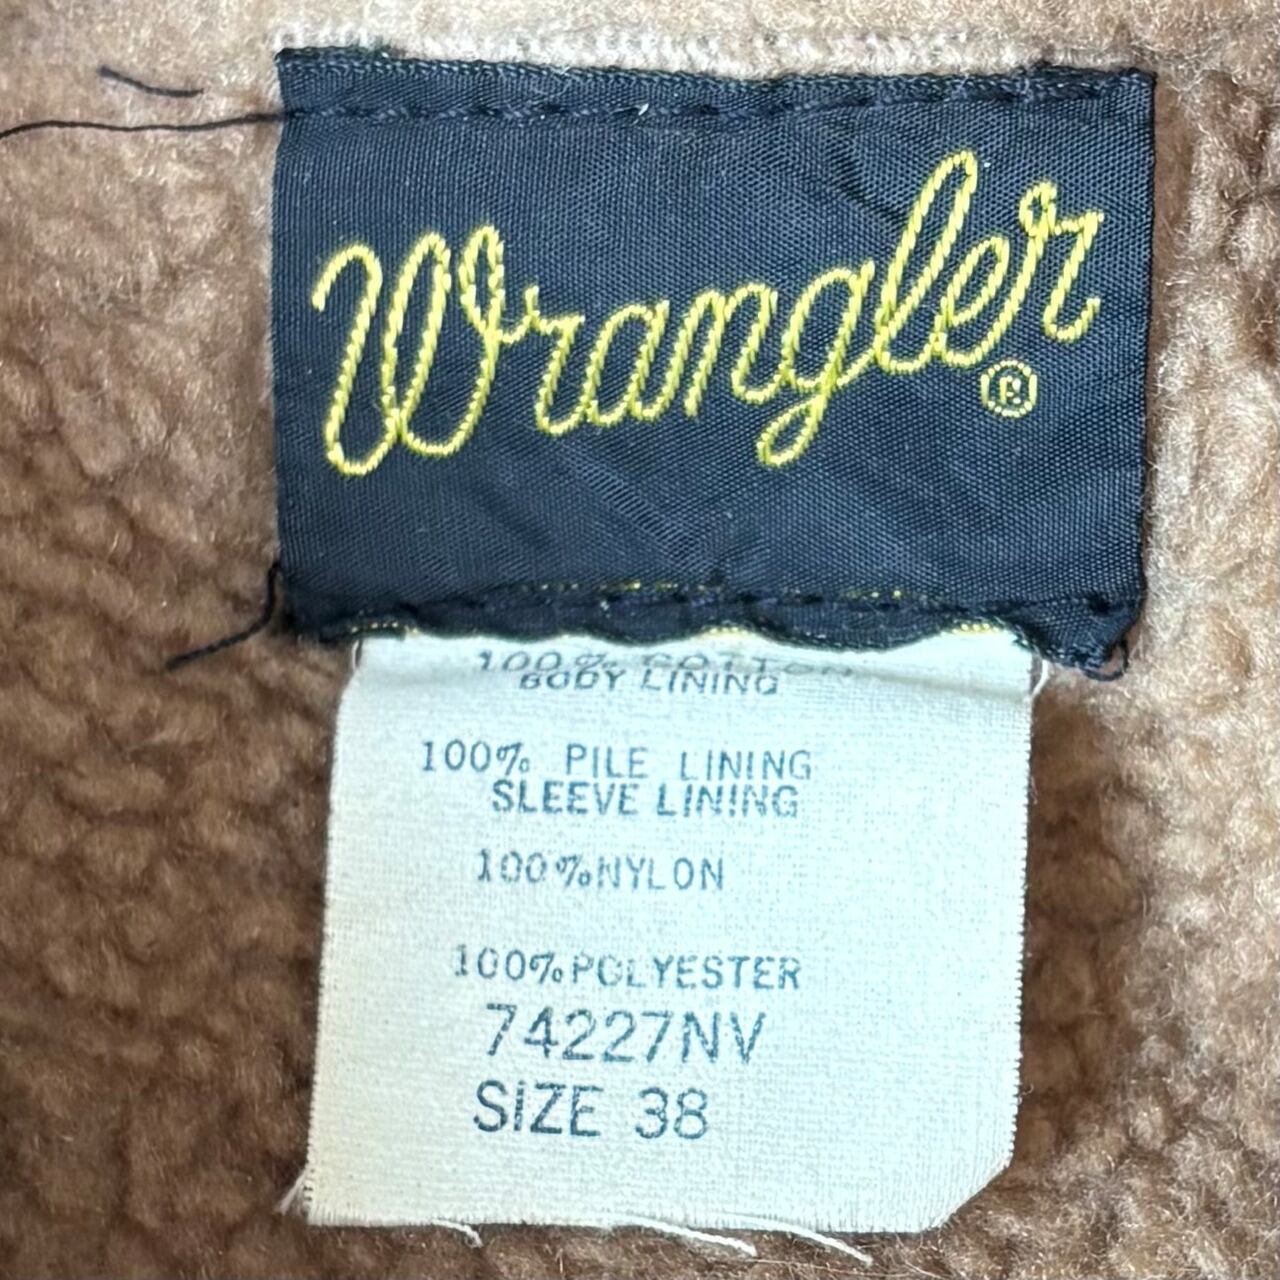 Wrangler
®
100% COTTON
BODY LINING
100% PILE LINING
SLEEVE LINING
100% NYLON
100% POLYESTER
74227NV
SIZE 38